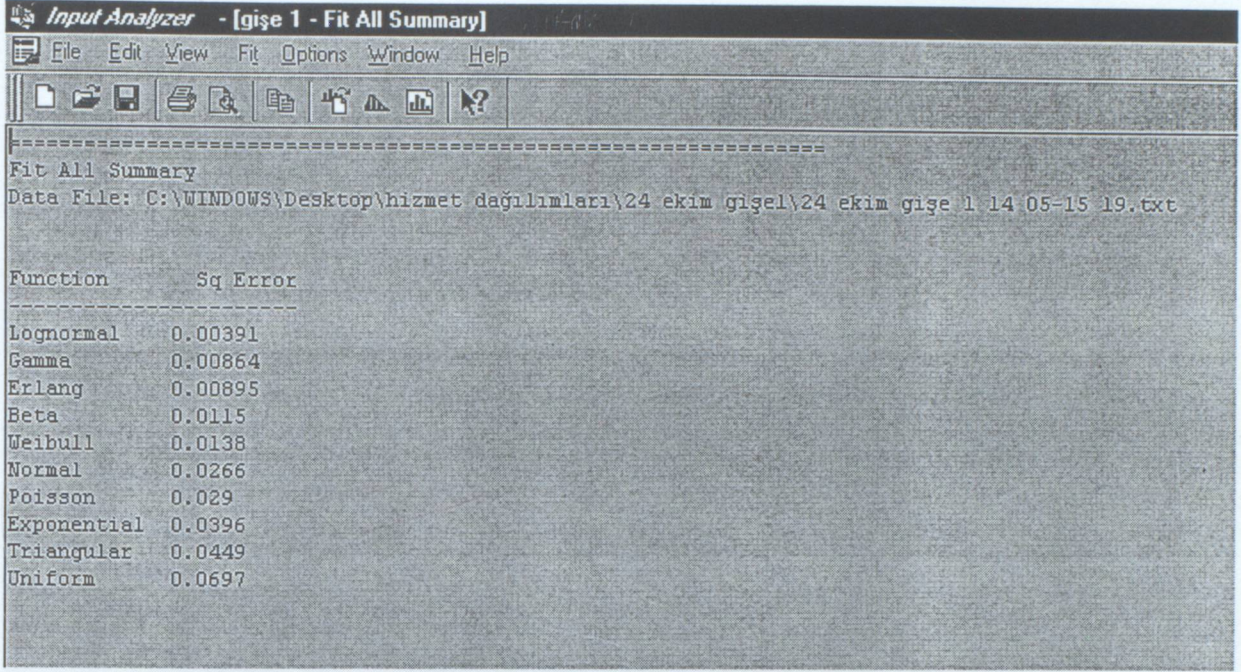 Input Analyzer - [gişe 1 - Fit All Summary]
File Edit View Fit Options Window Help
==================================================================
Fit All Summary
Data File: C:\WINDOWS\Desktop\hizmet dağılımları\24 ekim gişel\24 ekim gişe 1 14 05-15 19.txt
Function Sq Error
--------------------------
Lognormal 0.00391
Gamma 0.00864
Erlang 0.00895
Beta 0.0115
Weibull 0.0138
Normal 0.0266
Poisson 0.029
Exponential 0.0396
Triangular 0.0449
Uniform 0.0697